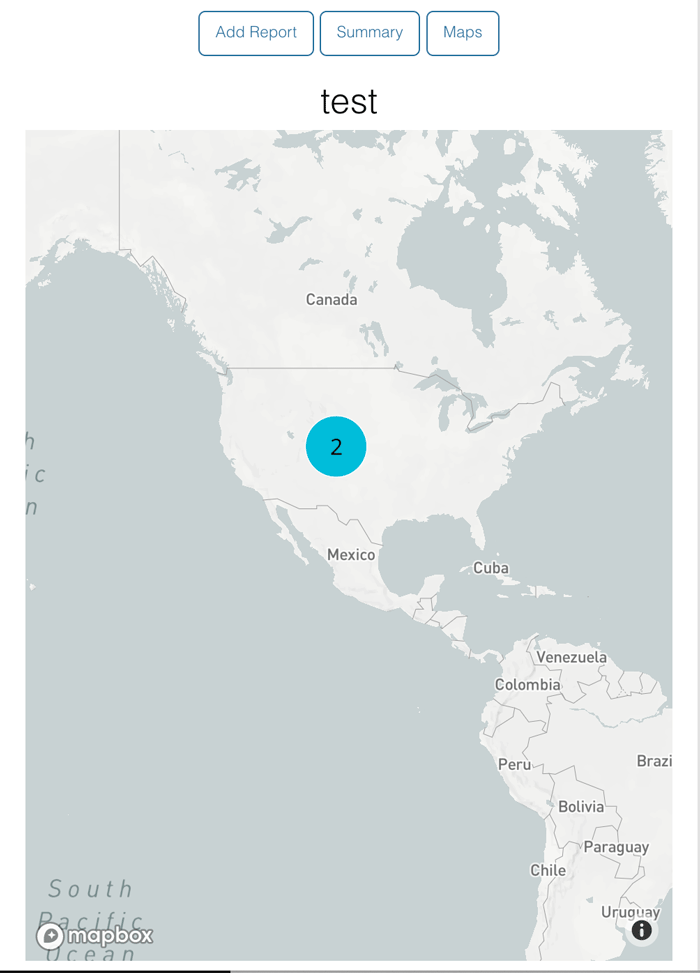 Add Report
Summary
Maps
test
Canada
2
h
ic
n
Mexico
Cuba
Venezuela
Colombia
Peru
Brazi
Bolivia
Paraguay
Chile
South
Pacific
Ocean
Uruguay
mapbox
i